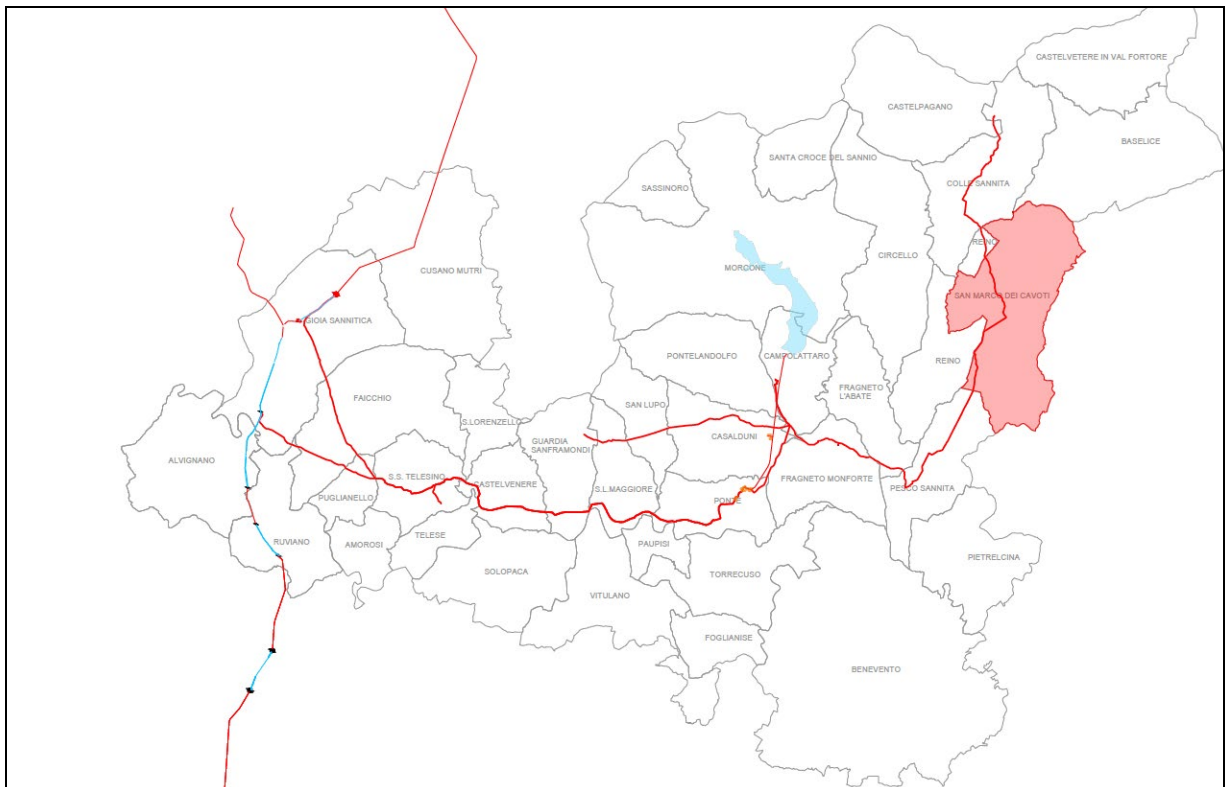 CASTELVETERE IN VAL FORTORE
CASTELPAGANO
BASELICE
SANTA CROCE DEL SANNIO
SASSINORO
COLLE SANNITA
REINO
CUSANO MUTRI
MORCONE
CIRCELLO
SAN MARCO DEI CAVOTI
GIOIA SANNITICA
PONTELANDOLFO
CAMPOLATTARO
REINO
FRAGNETO
L'ABATE
FAICCHIO
SAN LUPO
S.LORENZELLO
GUARDIA
SANFRAMONDI
CASALDUNI
ALVIGNANO
S.S. TELESINO
CASTELVENERE
FRAGNETO MONFORTE
PESCO SANNITA
PUGLIANELLO
S.L.MAGGIORE
PONTE
TELESE
RUVIANO
AMOROSI
PAUPISI
PIETRELCINA
SOLOPACA
TORRECUSO
VITULANO
FOGLIANISE
BENEVENTO